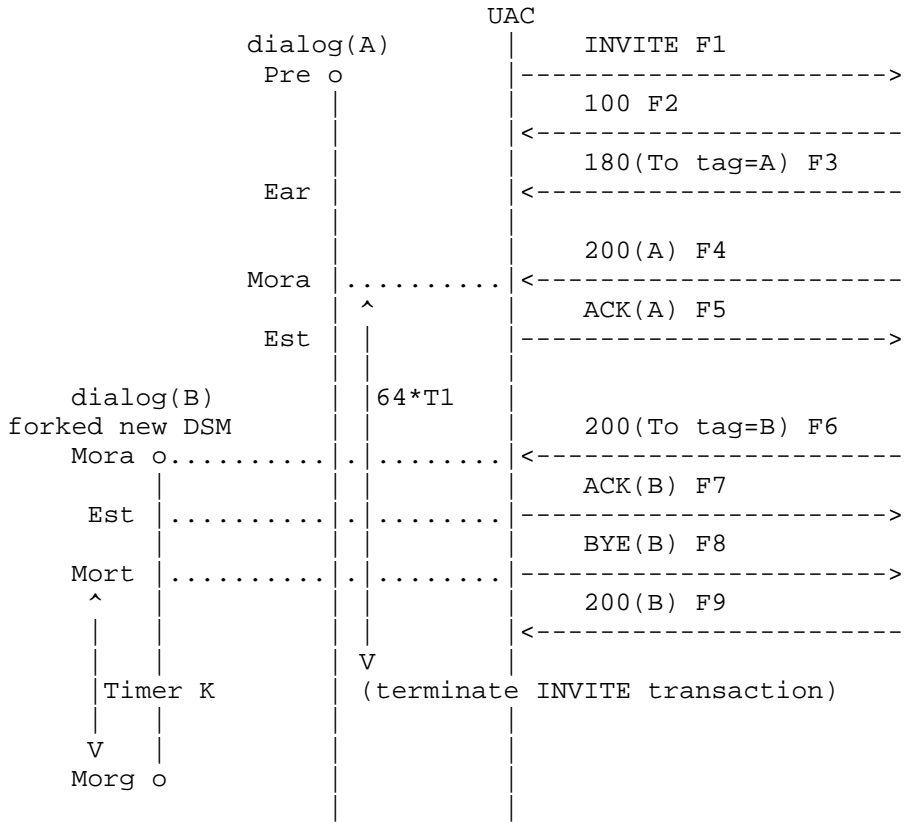 UAC
dialog(A) | INVITE F1
Pre o |----------------------->
| | 100 F2
| |<-----------------------
| | 180(To tag=A) F3
Ear | |<-----------------------
| |
| | 200(A) F4
Mora |..........|<-----------------------
| ^ | ACK(A) F5
Est | | |----------------------->
| | |
dialog(B) | |64*T1 |
forked new DSM | | | 200(To tag=B) F6
Mora o..........|.|........|<-----------------------
| | | | ACK(B) F7
Est |..........|.|........|----------------------->
| | | | BYE(B) F8
Mort |..........|.|........|----------------------->
^ | | | | 200(B) F9
| | | | |<-----------------------
| | | V |
|Timer K | (terminate INVITE transaction)
| | | |
V | | |
Morg o | |
| |